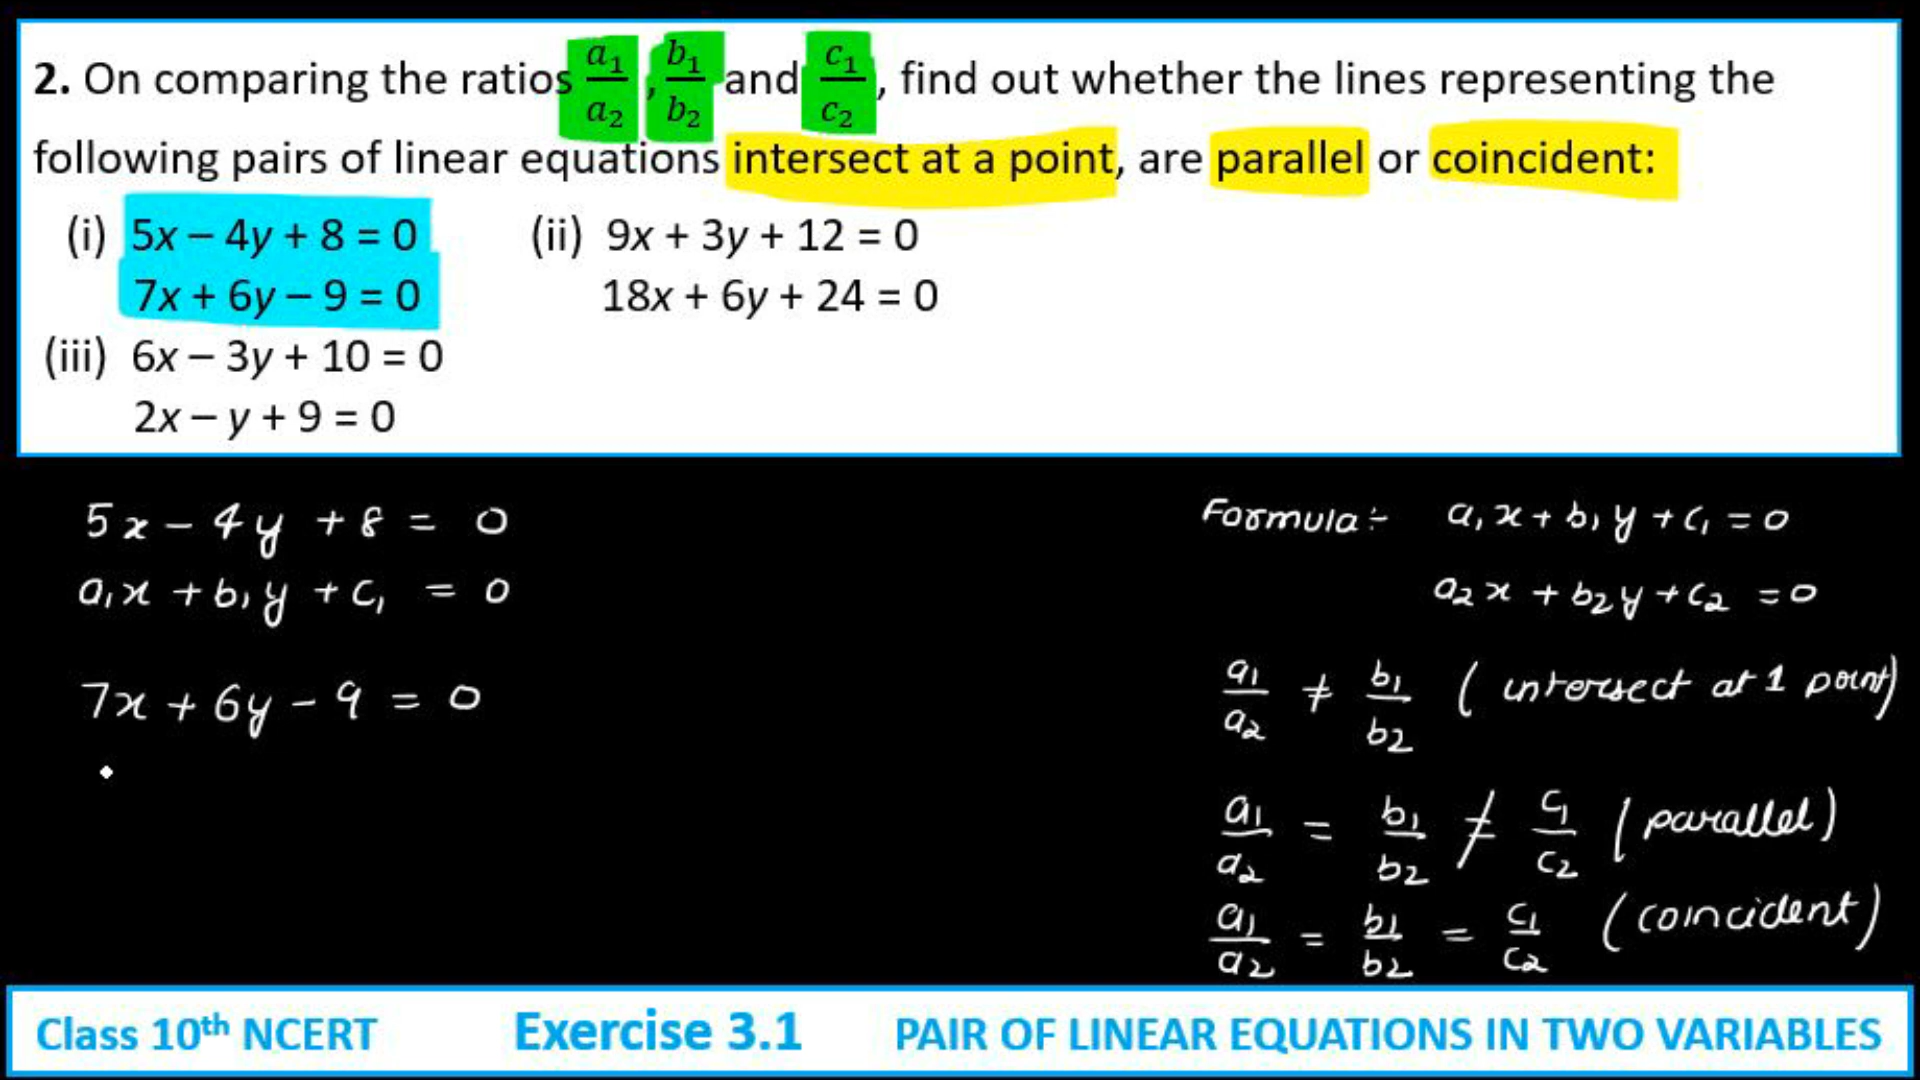 2. On comparing the ratios a₁/a₂, b₁/b₂ and c₁/c₂, find out whether the lines representing the
following pairs of linear equations intersect at a point, are parallel or coincident:
(i) 5x – 4y + 8 = 0 (ii) 9x + 3y + 12 = 0
7x + 6y – 9 = 0 18x + 6y + 24 = 0
(iii) 6x – 3y + 10 = 0
2x – y + 9 = 0
5x – 4y + 8 = 0
a₁x + b₁y + c₁ = 0
7x + 6y – 9 = 0
Formula :- a₁x + b₁y + c₁ = 0
a₂x + b₂y + c₂ = 0
a₁/a₂ ≠ b₁/b₂ (intersect at 1 point)
a₁/a₂ = b₁/b₂ ≠ c₁/c₂ (parallel)
a₁/a₂ = b₁/b₂ = c₁/c₂ (coincident)
Class 10th NCERT Exercise 3.1 PAIR OF LINEAR EQUATIONS IN TWO VARIABLES